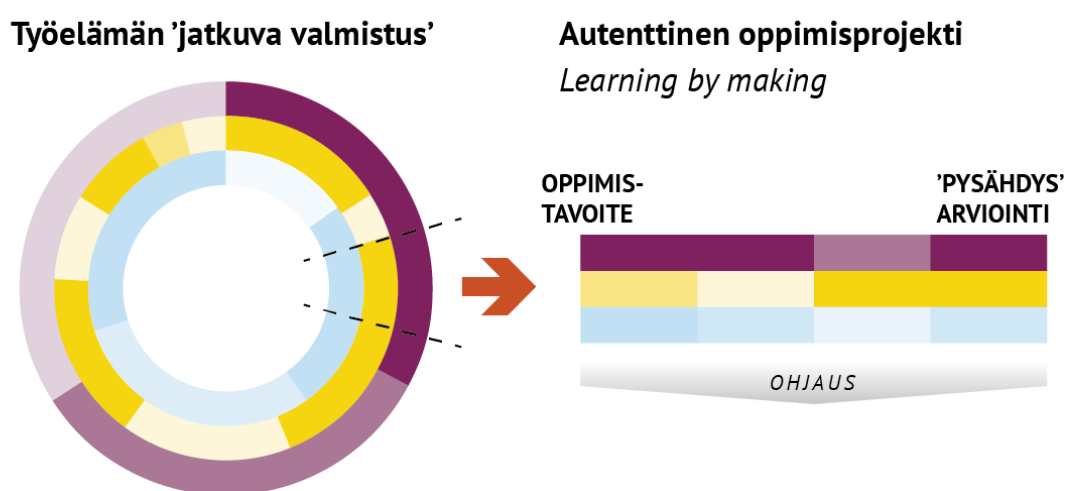 Työelämän ’jatkuva valmistus’
Autenttinen oppimisprojekti
Learning by making
OPPIMIS-
TAVOITE
’PYSÄHDYS’
ARVIOINTI
OHJAUS